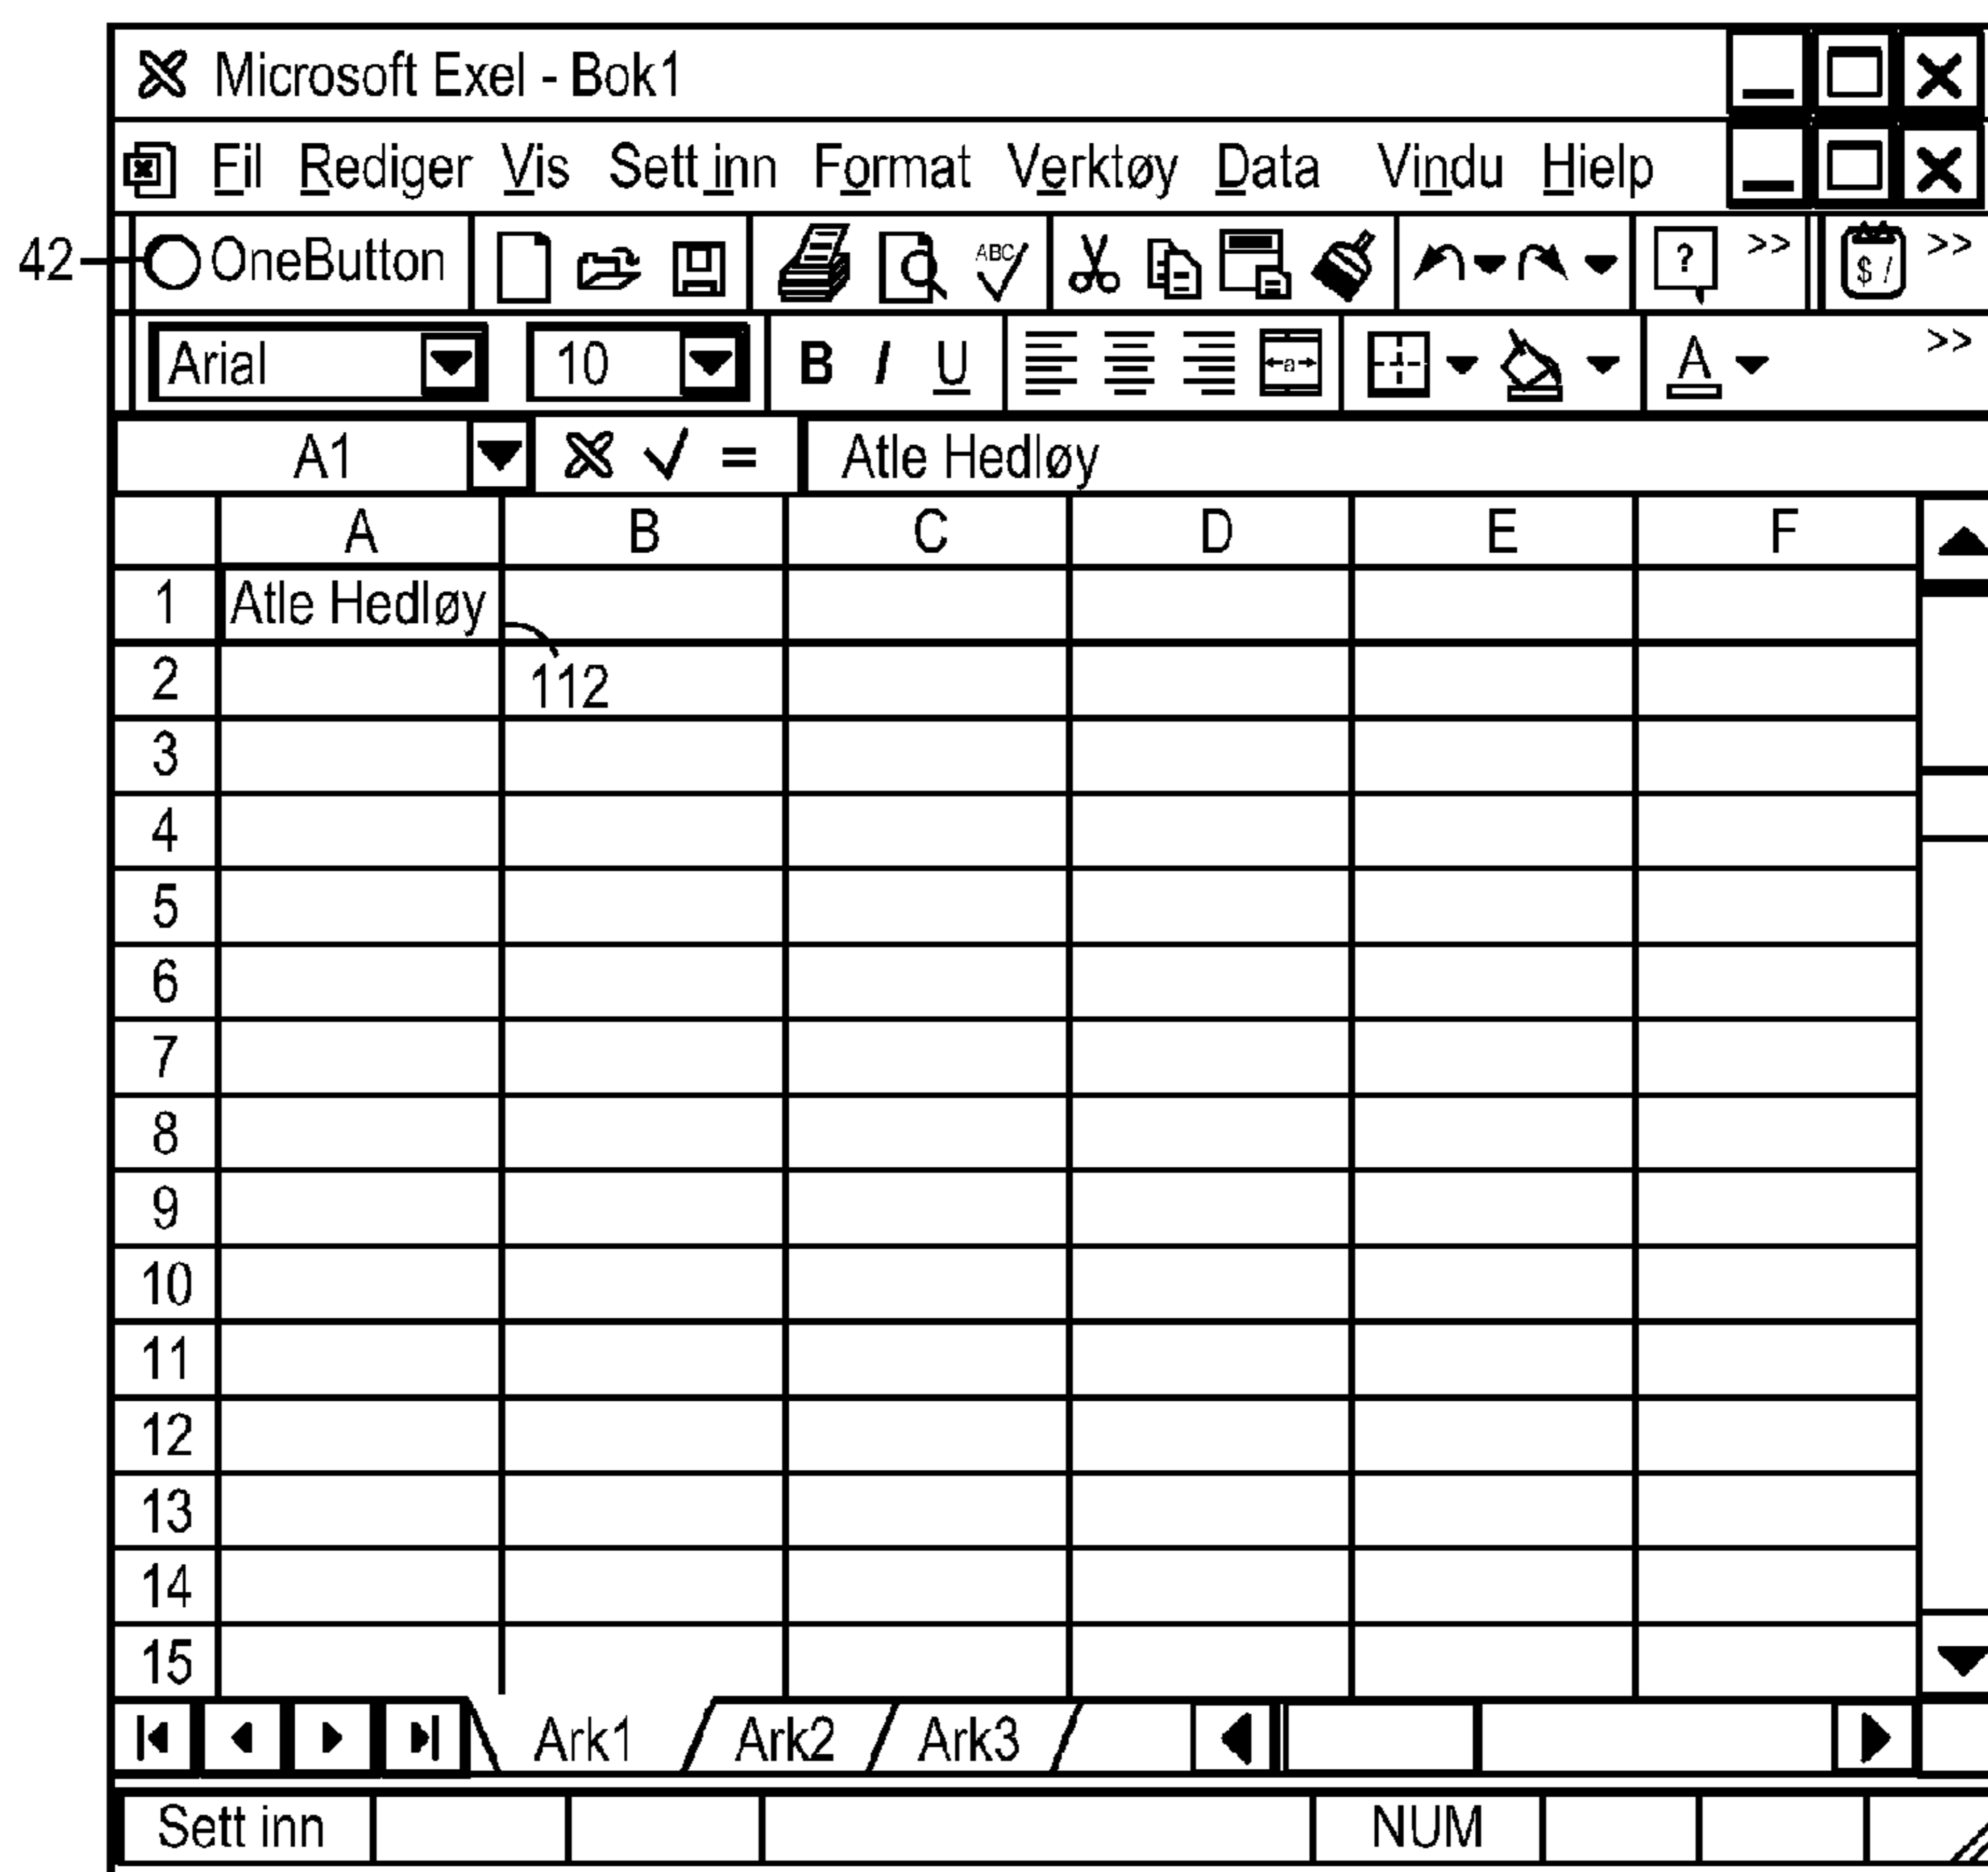 Microsoft Exel - Bok1
Fil Rediger Vis Sett inn Format Verktøy Data Vindu Hielp
42 OneButton ABC ? >> $ / >>
Arial 10 B I U a A >>
A1 = Atle Hedløy
A B C D E F
1 Atle Hedløy
2 112
3
4
5
6
7
8
9
10
11
12
13
14
15
Ark1 Ark2 Ark3
Sett inn NUM